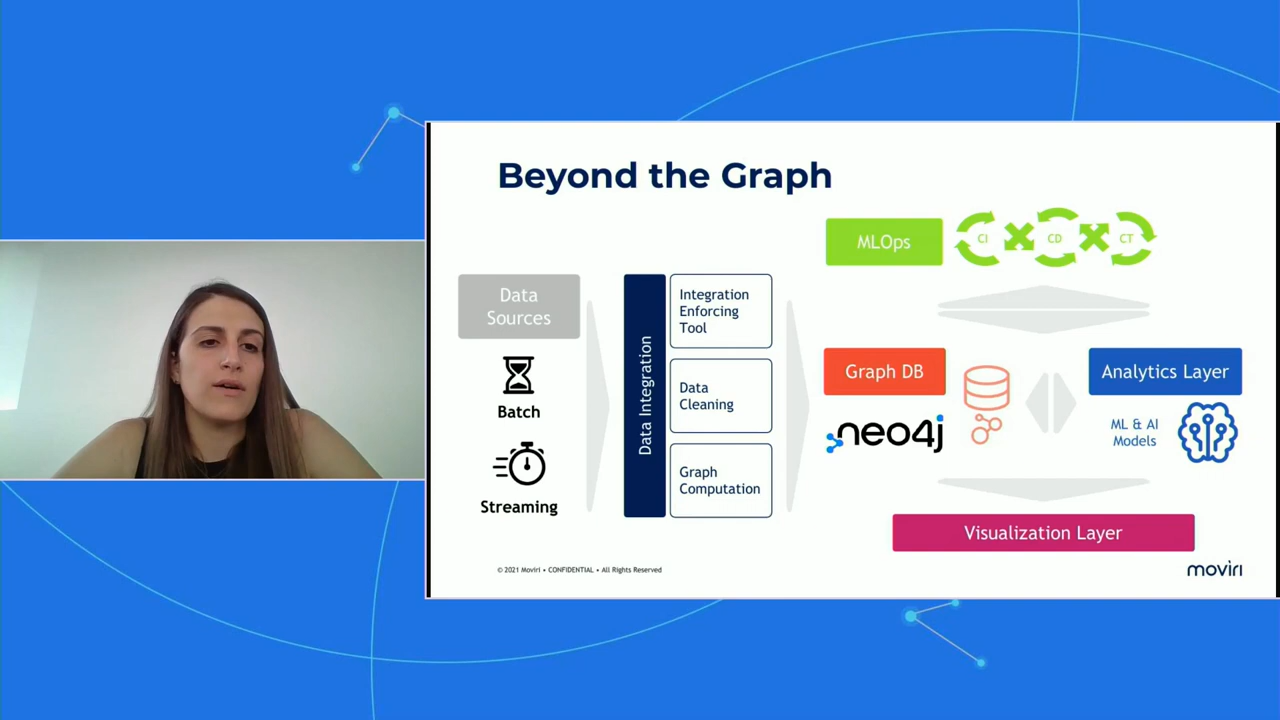 Beyond the Graph
MLOps
CI
CD
CT
Data
Sources
Batch
Streaming
Data Integration
Integration
Enforcing
Tool
Data
Cleaning
Graph
Computation
Graph DB
neo4j
Analytics Layer
ML & AI
Models
Visualization Layer
© 2021 Moviri • CONFIDENTIAL • All Rights Reserved
moviri